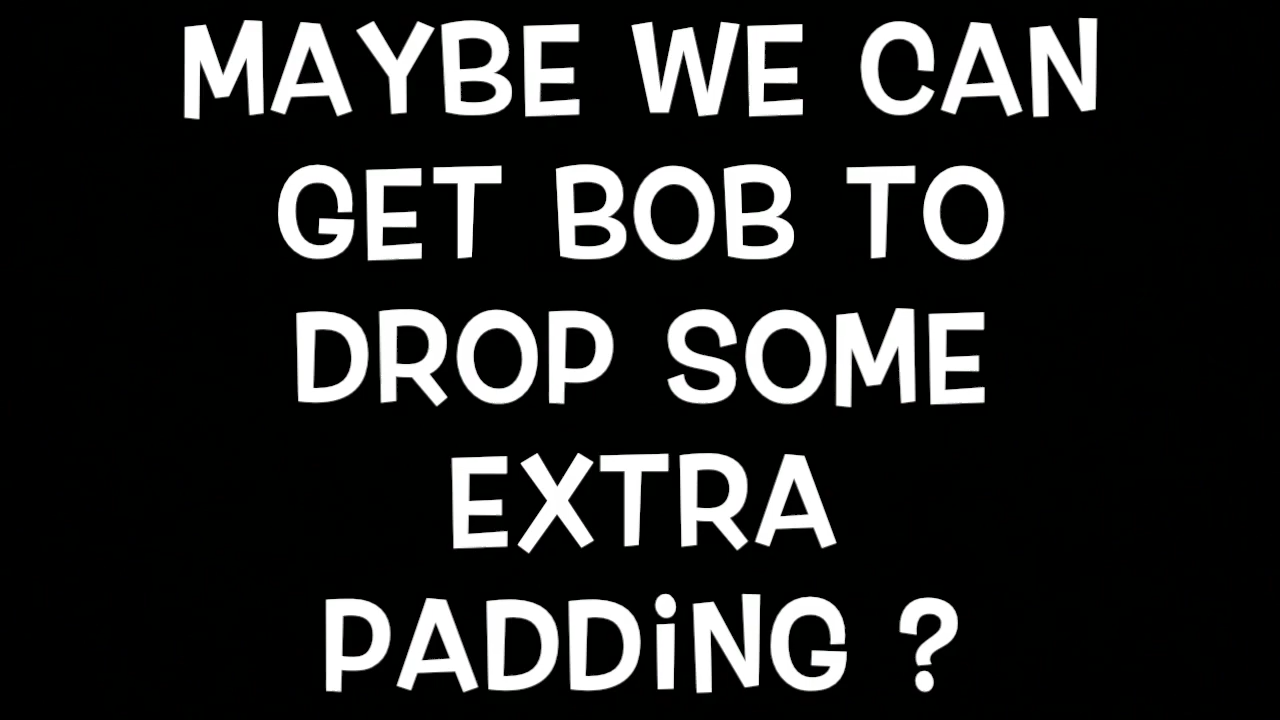 MAYBE WE CAN
GET BOB TO
DROP SOME
EXTRA
PADDiNG ?